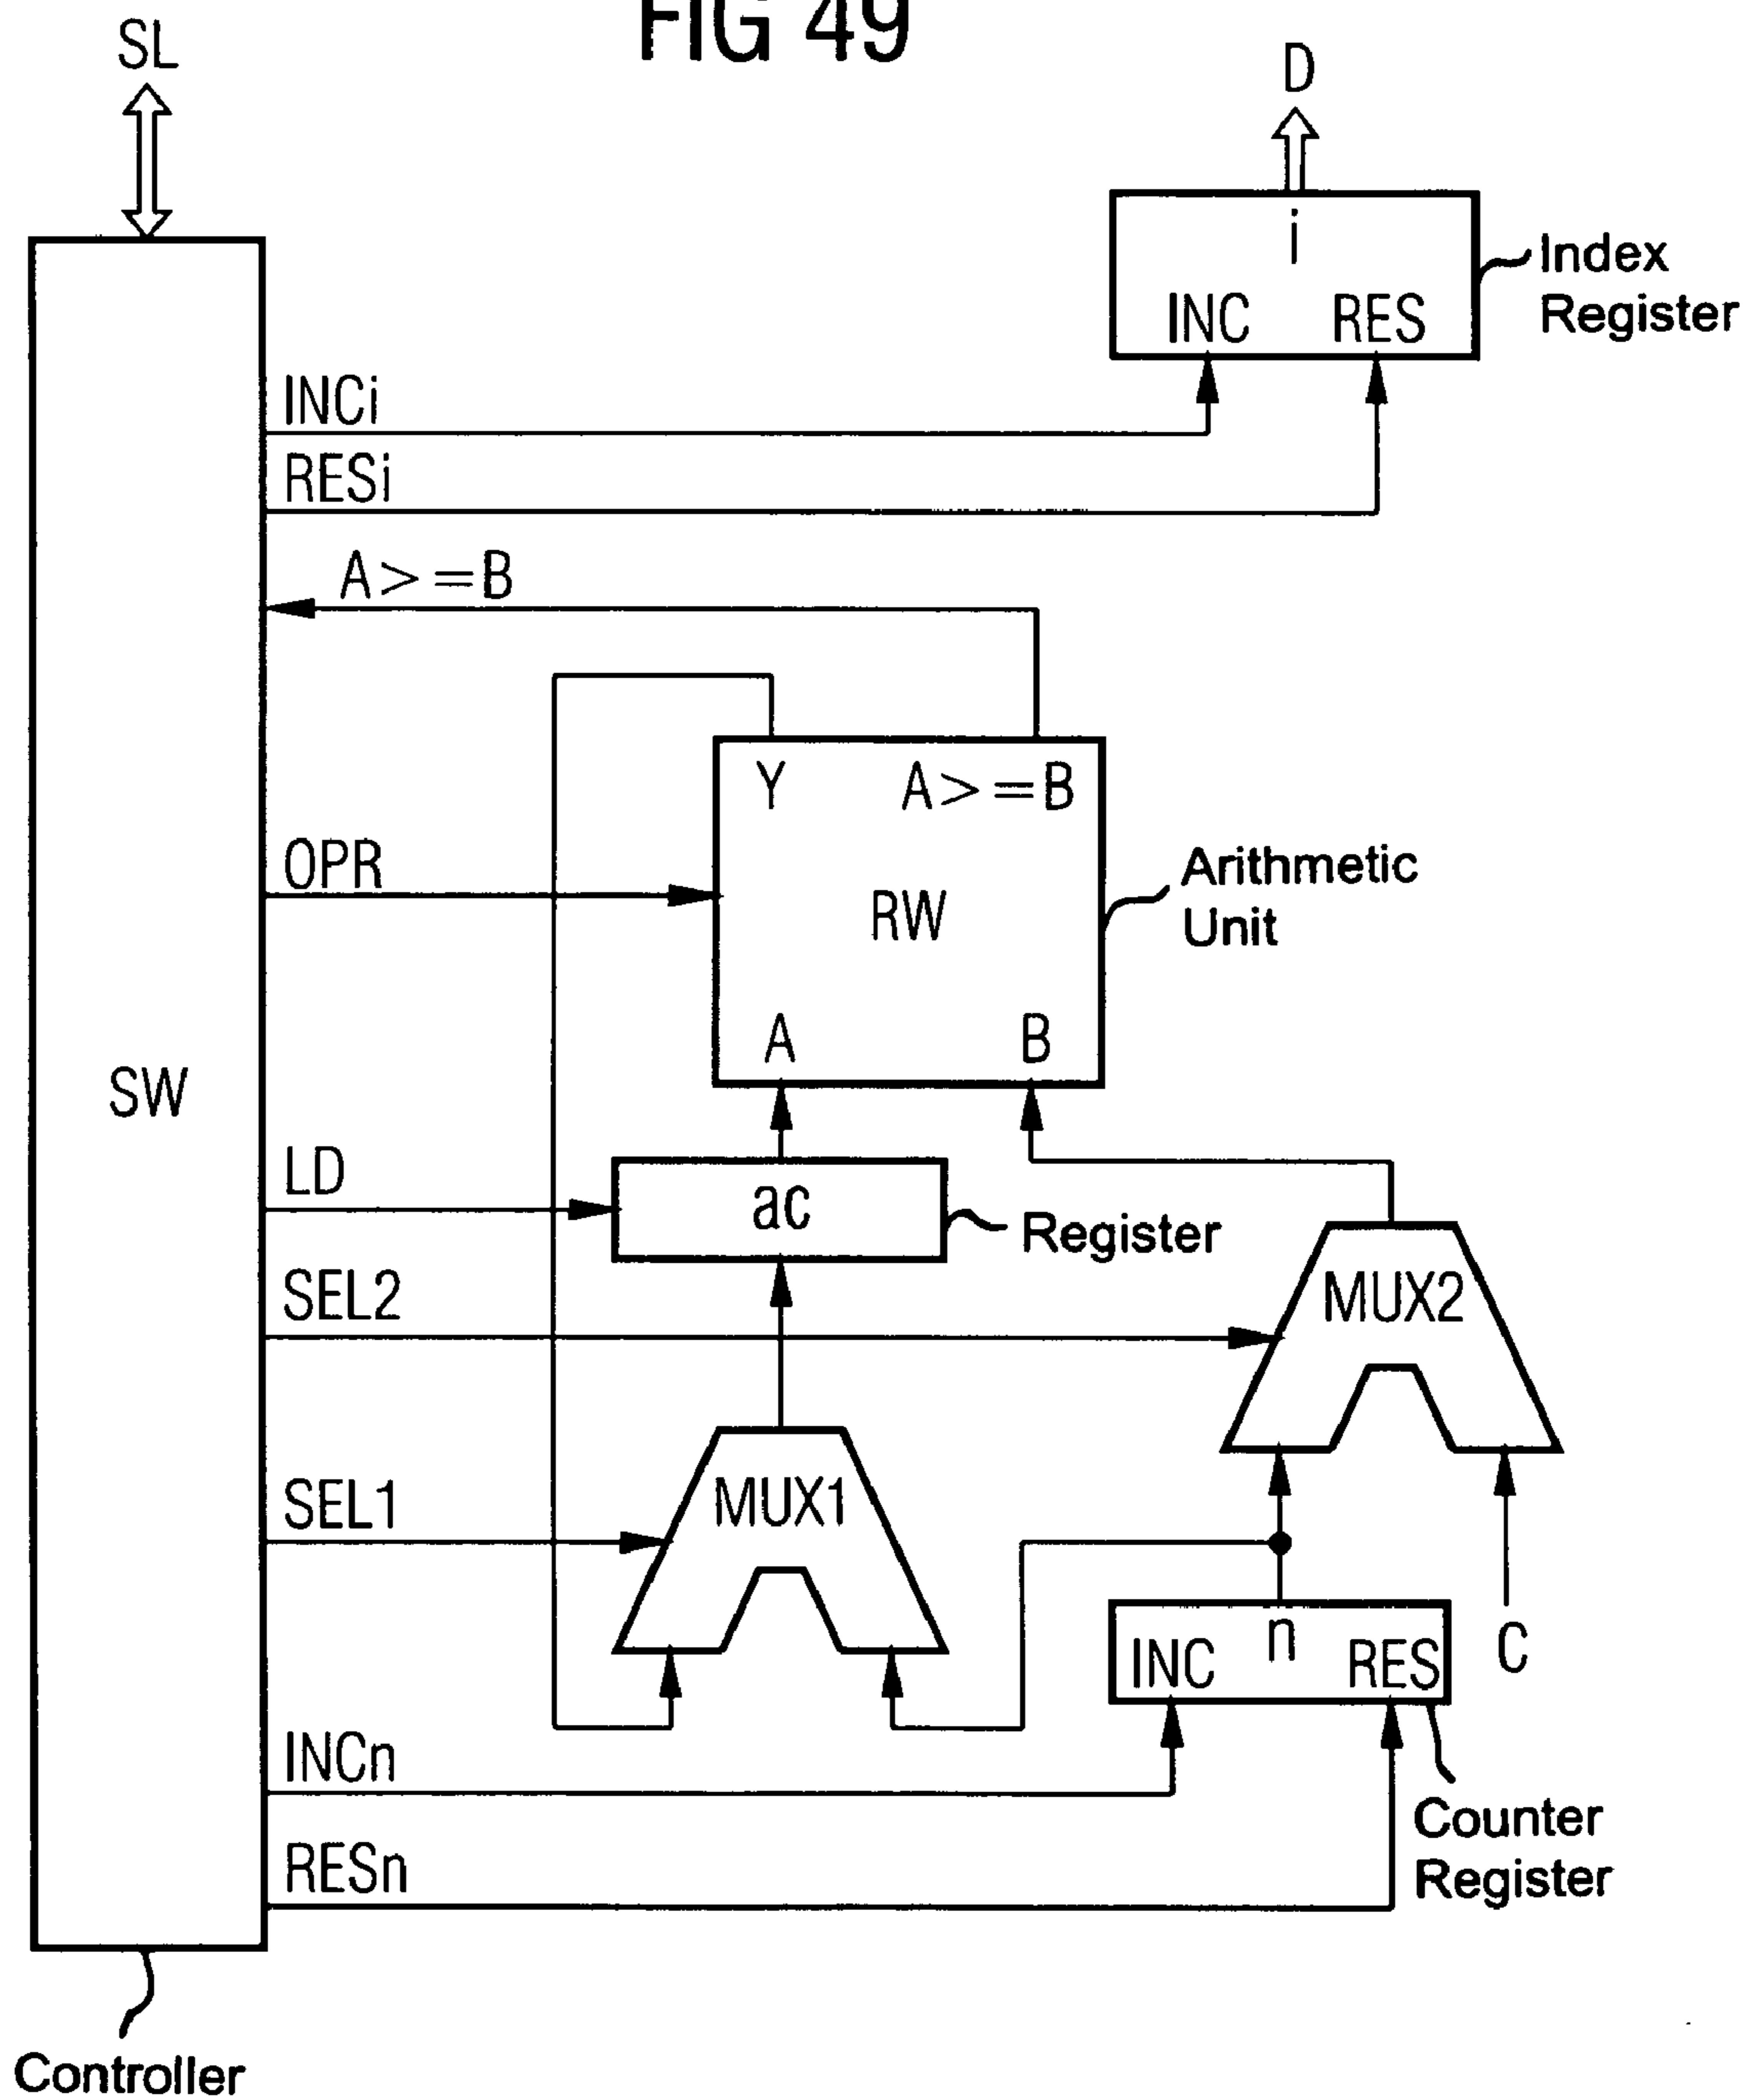 FIG 49
SL
D
i
INC RES
Index
Register
INCi
RESi
A>=B
Y A>=B
OPR
RW
Arithmetic
Unit
A B
SW
LD
ac
Register
SEL2
MUX2
SEL1
MUX1
n
INC RES
C
INCn
Counter
Register
RESn
Controller